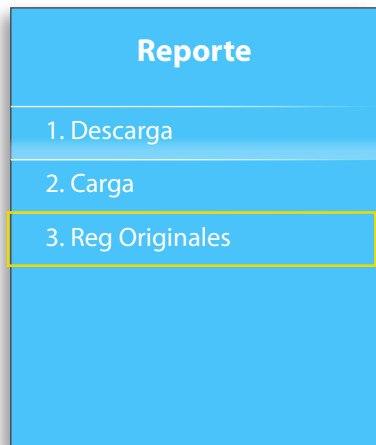 Reporte
1. Descarga
2. Carga
3. Reg Originales